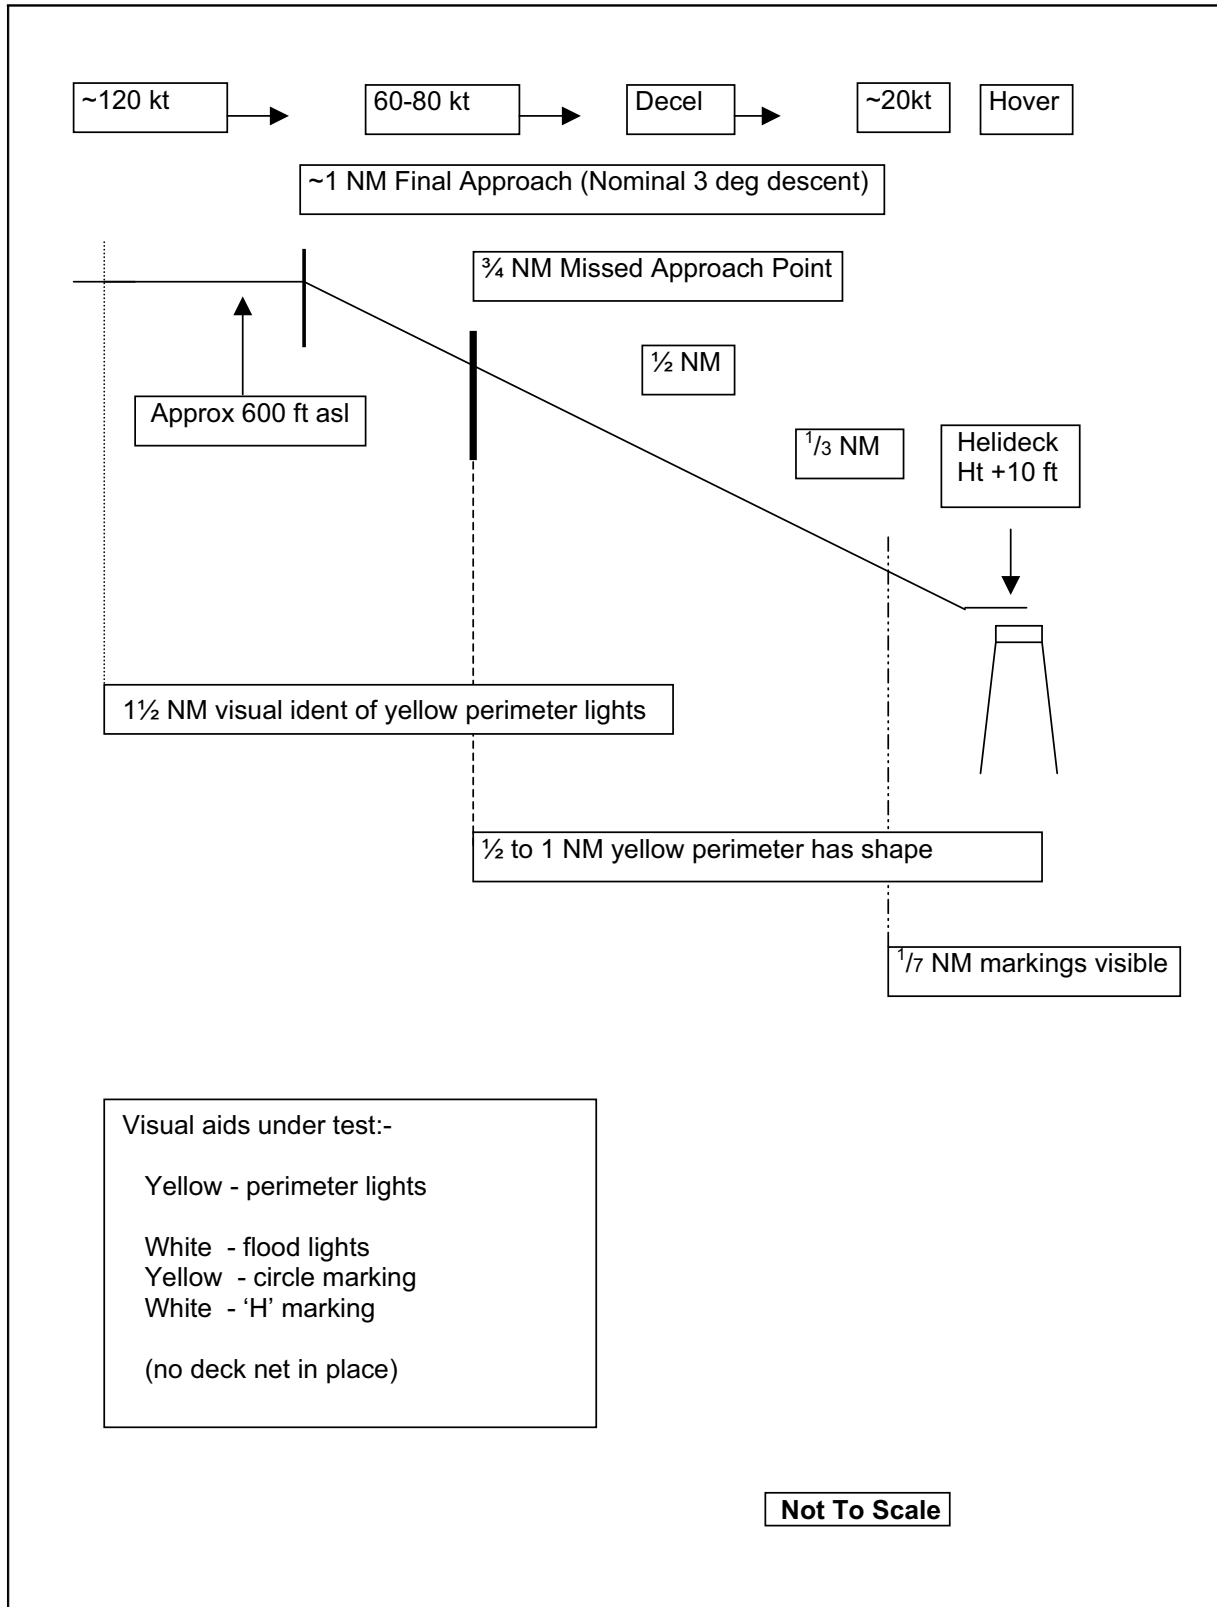 ~120 kt
60-80 kt
Decel
~20kt
Hover
~1 NM Final Approach (Nominal 3 deg descent)
¾ NM Missed Approach Point
½ NM
Approx 600 ft asl
1/3 NM
Helideck
Ht +10 ft
1½ NM visual ident of yellow perimeter lights
½ to 1 NM yellow perimeter has shape
1/7 NM markings visible
Visual aids under test:-
Yellow - perimeter lights
White - flood lights
Yellow - circle marking
White - ‘H’ marking
(no deck net in place)
Not To Scale